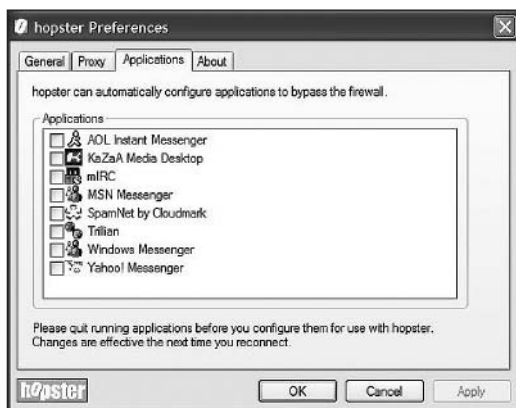 hopster Preferences
General Proxy Applications About
hopster can automatically configure applications to bypass the firewall.
Applications
AOL Instant Messenger
KaZaA Media Desktop
mIRC
MSN Messenger
SpamNet by Cloudmark
Trillian
Windows Messenger
Yahoo! Messenger
Please quit running applications before you configure them for use with hopster.
Changes are effective the next time you reconnect.
hopster OK Cancel Apply